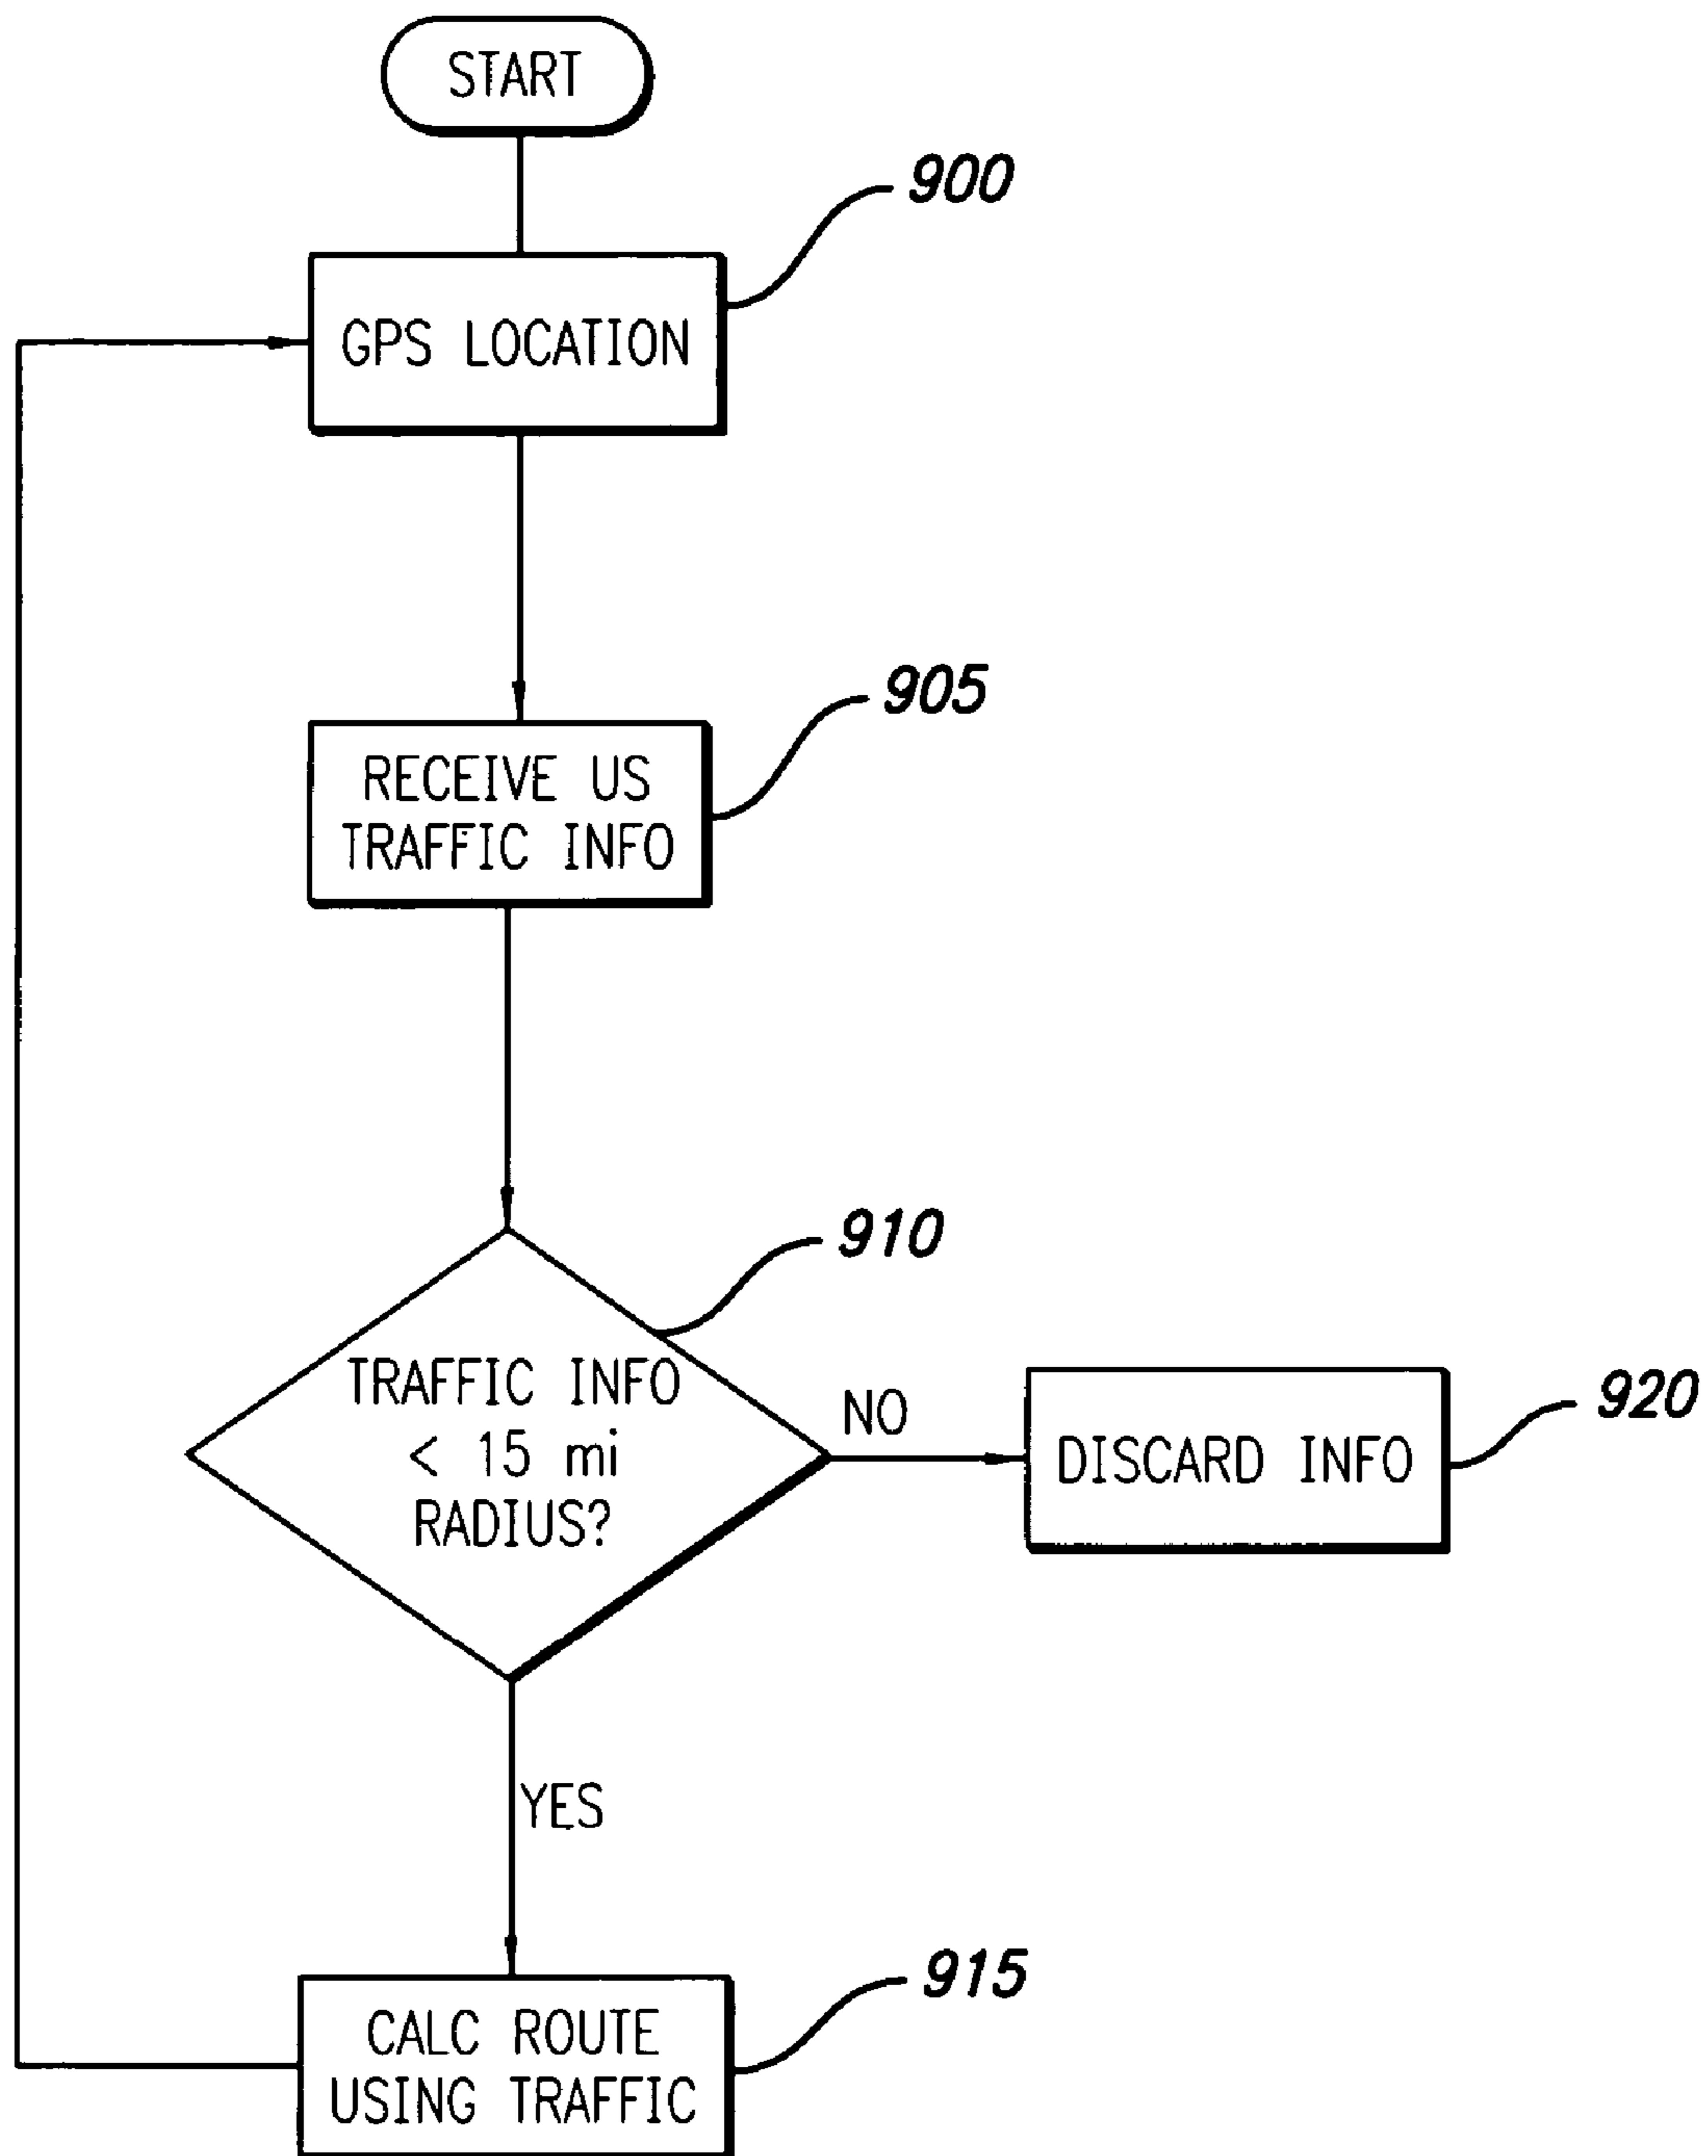 START
900
GPS LOCATION
905
RECEIVE US
TRAFFIC INFO
910
TRAFFIC INFO
< 15 mi
RADIUS?
NO
920
DISCARD INFO
YES
915
CALC ROUTE
USING TRAFFIC